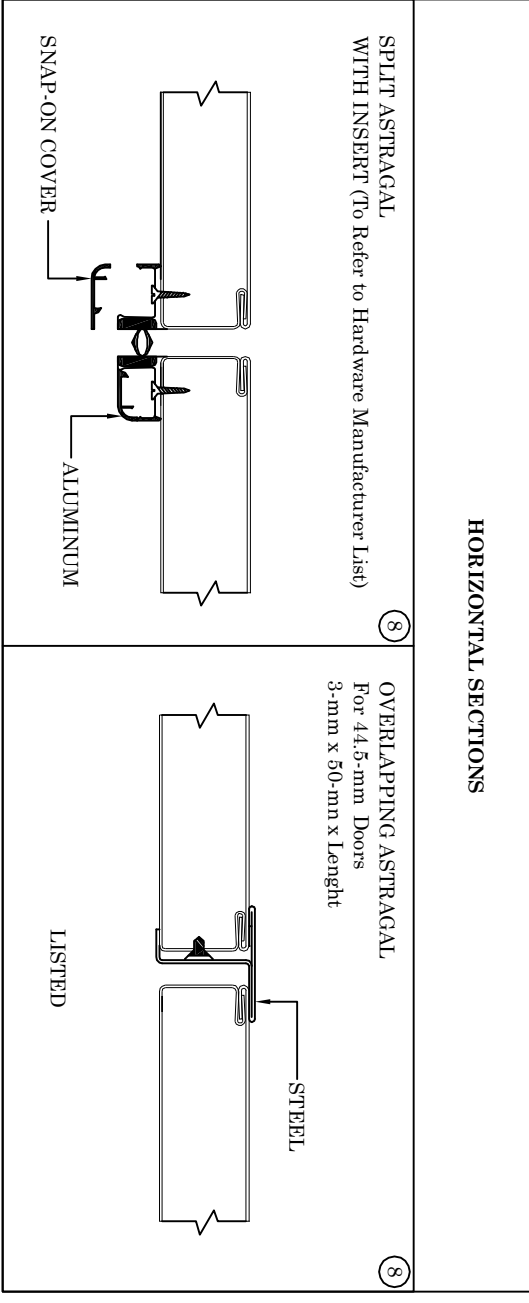 HORIZONTAL SECTIONS
SPLIT ASTRAGAL
WITH INSERT (To Refer to Hardware Manufacturer List)
8
SNAP-ON COVER
ALUMINUM
OVERLAPPING ASTRAGAL
For 44.5-mm Doors
3-mm x 50-mn x Lenght
8
STEEL
LISTED